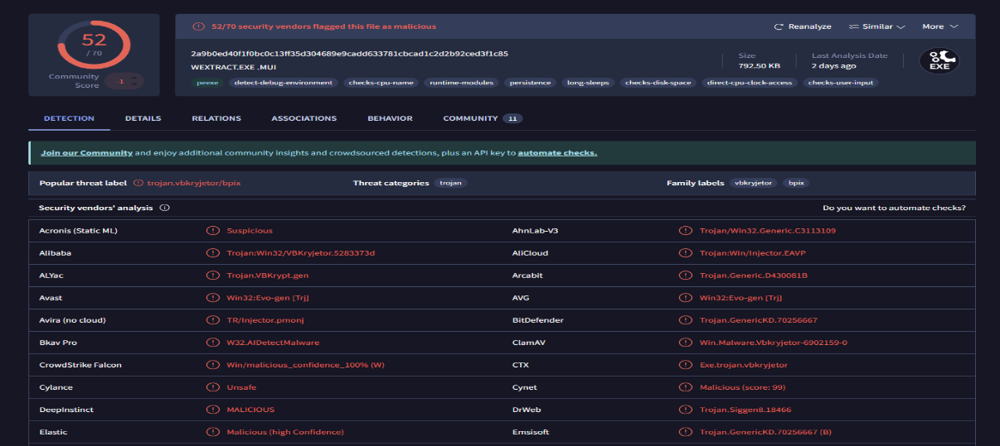 52
/ 70
Community Score
-1
52/70 security vendors flagged this file as malicious
Reanalyze
Similar
More
2a9b0ed40f1f0bc0c13ff35d304689e9cadd633781cbcad1c2d2b92ced3f1c85
WEXTRACT.EXE .MUI
Size
792.50 KB
Last Analysis Date
2 days ago
EXE
peexe detect-debug-environment checks-cpu-name runtime-modules persistence long-sleeps checks-disk-space direct-cpu-clock-access checks-user-input
DETECTION DETAILS RELATIONS ASSOCIATIONS BEHAVIOR COMMUNITY 11
Join our Community and enjoy additional community insights and crowdsourced detections, plus an API key to automate checks.
Popular threat label trojan.vbkryjetor/bpix Threat categories trojan Family labels vbkryjetor bpix
Security vendors' analysis Do you want to automate checks?
Acronis (Static ML) Suspicious AhnLab-V3 Trojan/Win32.Generic.C3113109
Alibaba Trojan:Win32/VBKryjetor.5283373d AliCloud Trojan:Win/Injector.EAVP
ALYac Trojan.VBKrypt.gen Arcabit Trojan.Generic.D430081B
Avast Win32:Evo-gen [Trj] AVG Win32:Evo-gen [Trj]
Avira (no cloud) TR/Injector.pmonj BitDefender Trojan.GenericKD.70256667
Bkav Pro W32.AIDetectMalware ClamAV Win.Malware.Vbkryjetor-6902159-0
CrowdStrike Falcon Win/malicious_confidence_100% (W) CTX Exe.trojan.vbkryjetor
Cylance Unsafe Cynet Malicious (score: 99)
DeepInstinct MALICIOUS DrWeb Trojan.Siggen8.18466
Elastic Malicious (high Confidence) Emsisoft Trojan.GenericKD.70256667 (B)